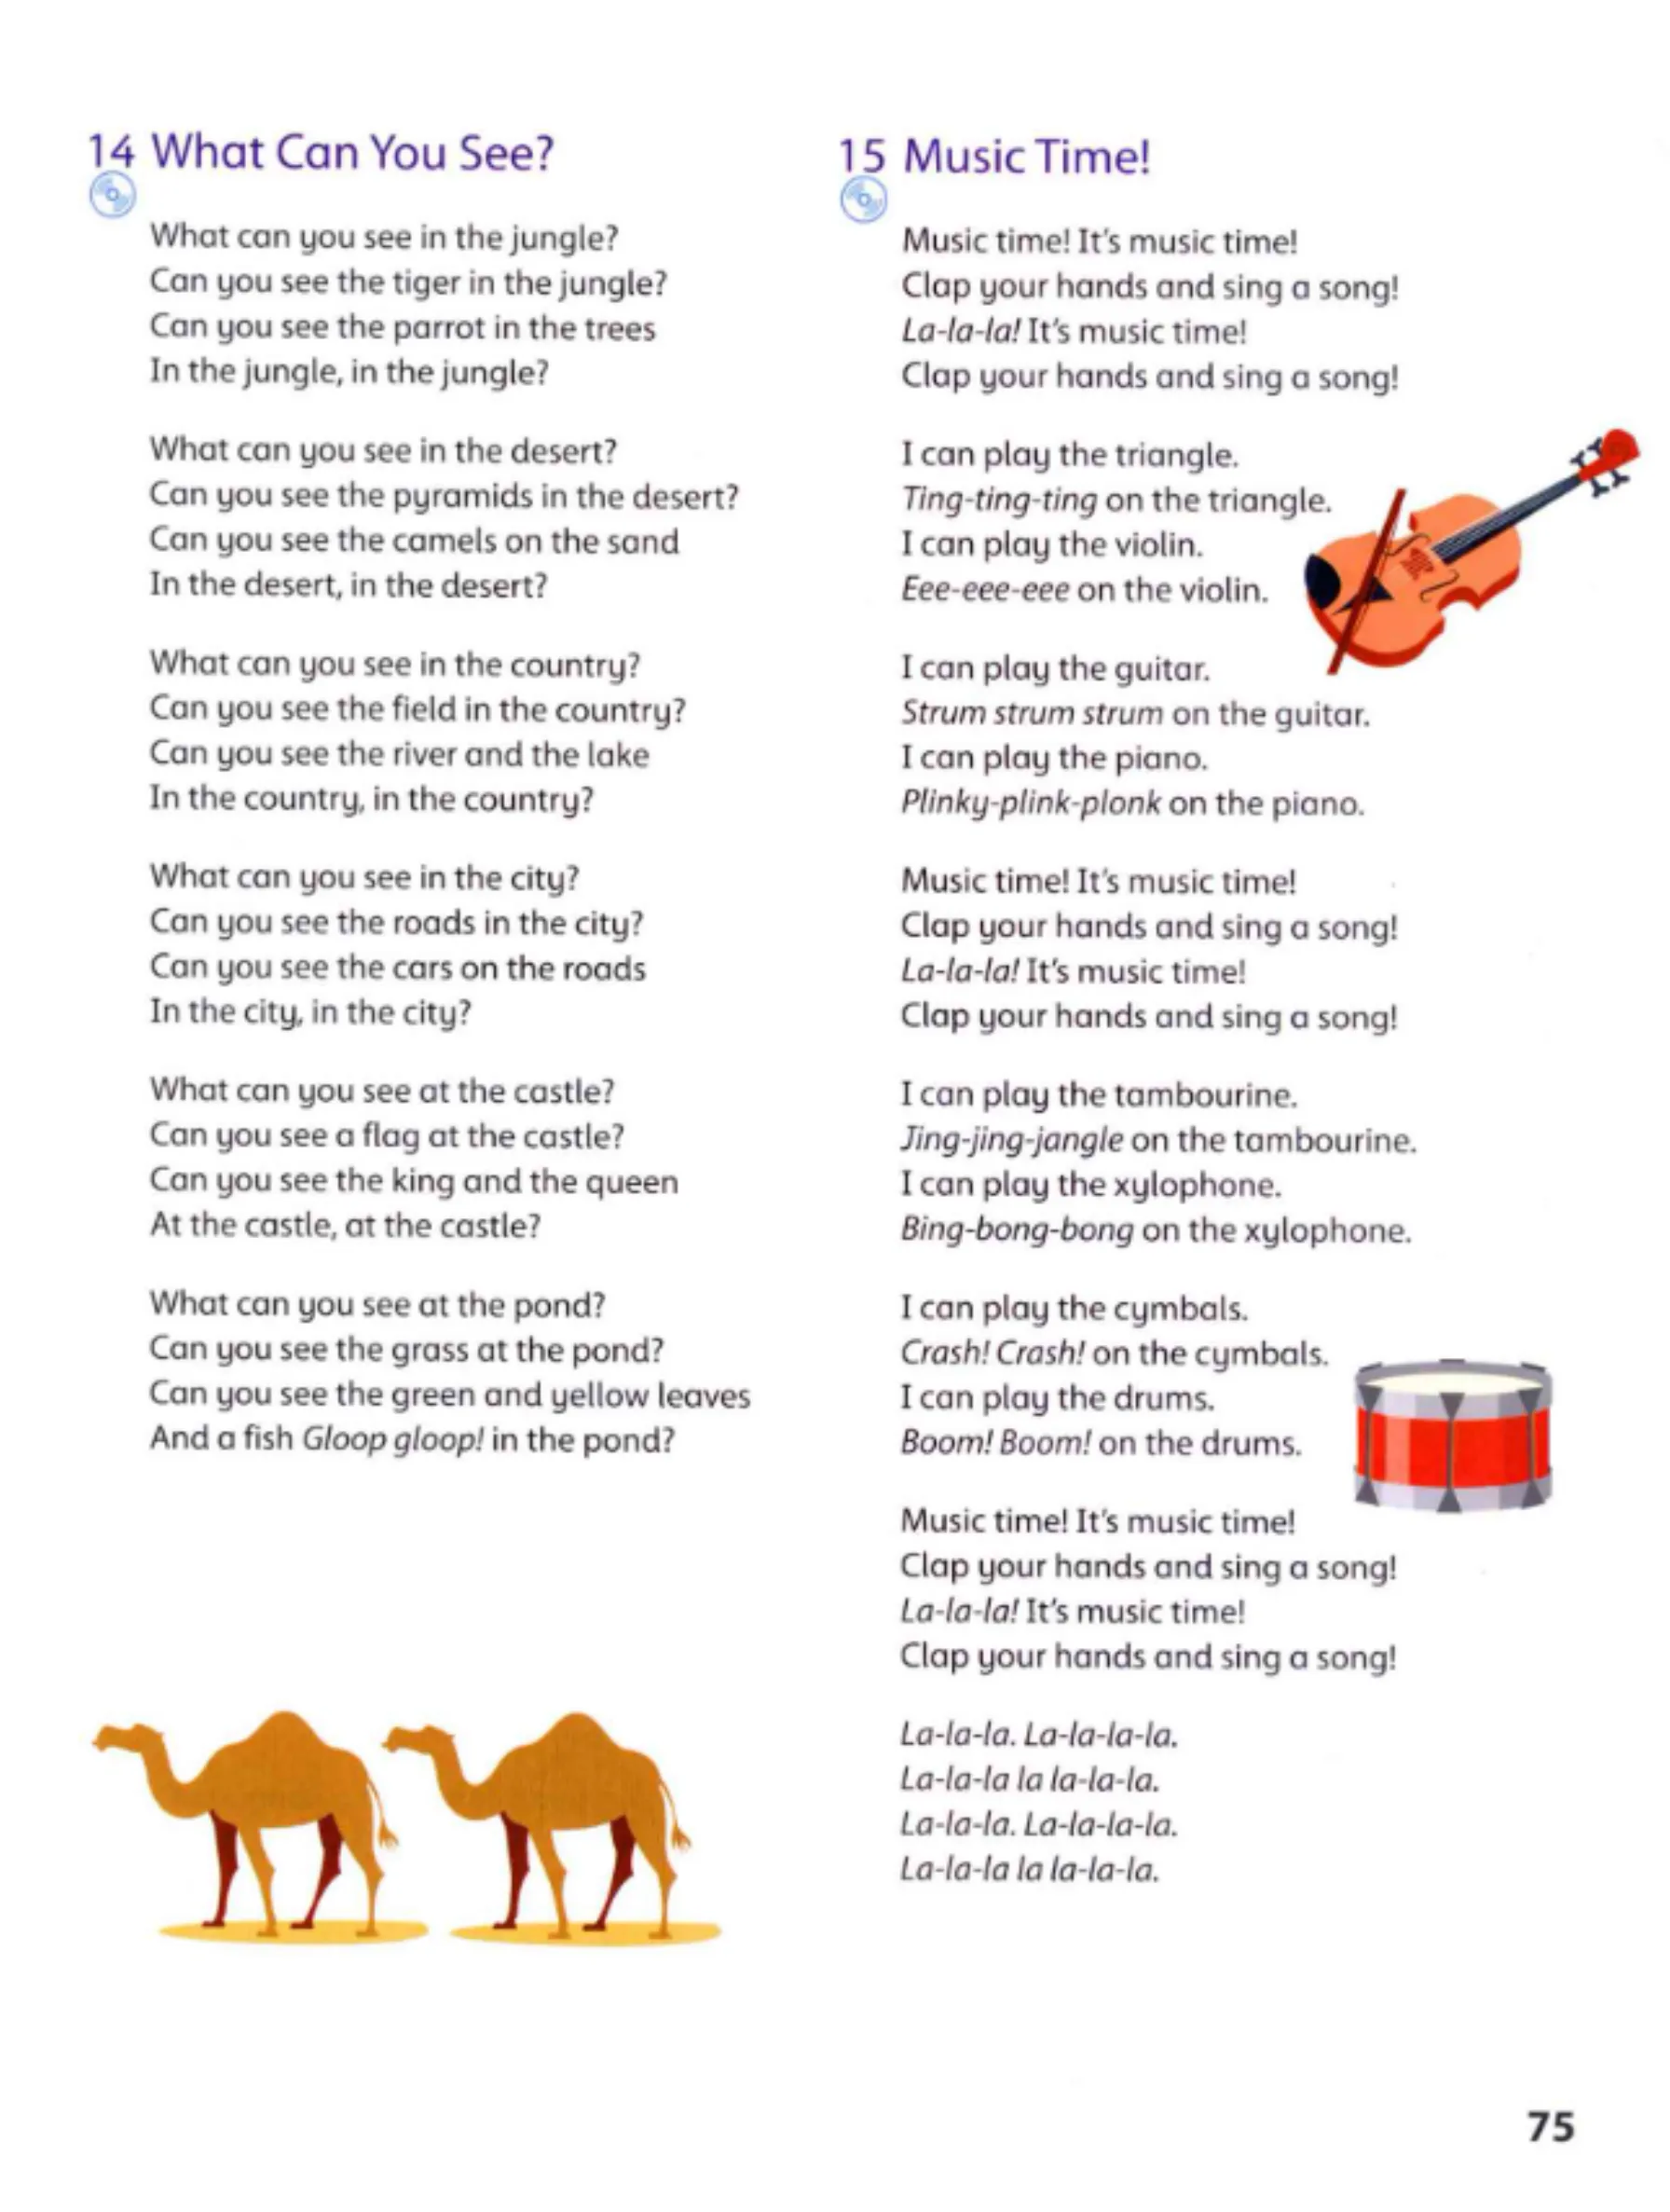 14 What Can You See?
What can you see in the jungle?
Can you see the tiger in the jungle?
Can you see the parrot in the trees
In the jungle, in the jungle?
What can you see in the desert?
Can you see the pyramids in the desert?
Can you see the camels on the sand
In the desert, in the desert?
What can you see in the country?
Can you see the field in the country?
Can you see the river and the lake
In the country, in the country?
What can you see in the city?
Can you see the roads in the city?
Can you see the cars on the roads
In the city, in the city?
What can you see at the castle?
Can you see a flag at the castle?
Can you see the king and the queen
At the castle, at the castle?
What can you see at the pond?
Can you see the grass at the pond?
Can you see the green and yellow leaves
And a fish Gloop gloop! in the pond?
15 Music Time!
Music time! It's music time!
Clap your hands and sing a song!
La-la-la! It's music time!
Clap your hands and sing a song!
I can play the triangle.
Ting-ting-ting on the triangle.
I can play the violin.
Eee-eee-eee on the violin.
I can play the guitar.
Strum strum strum on the guitar.
I can play the piano.
Plinky-plink-plonk on the piano.
Music time! It's music time!
Clap your hands and sing a song!
La-la-la! It's music time!
Clap your hands and sing a song!
I can play the tambourine.
Jing-jing-jangle on the tambourine.
I can play the xylophone.
Bing-bong-bong on the xylophone.
I can play the cymbals.
Crash! Crash! on the cymbals.
I can play the drums.
Boom! Boom! on the drums.
Music time! It's music time!
Clap your hands and sing a song!
La-la-la! It's music time!
Clap your hands and sing a song!
La-la-la. La-la-la-la.
La-la-la la la-la-la.
La-la-la. La-la-la-la.
La-la-la la la-la-la.
75